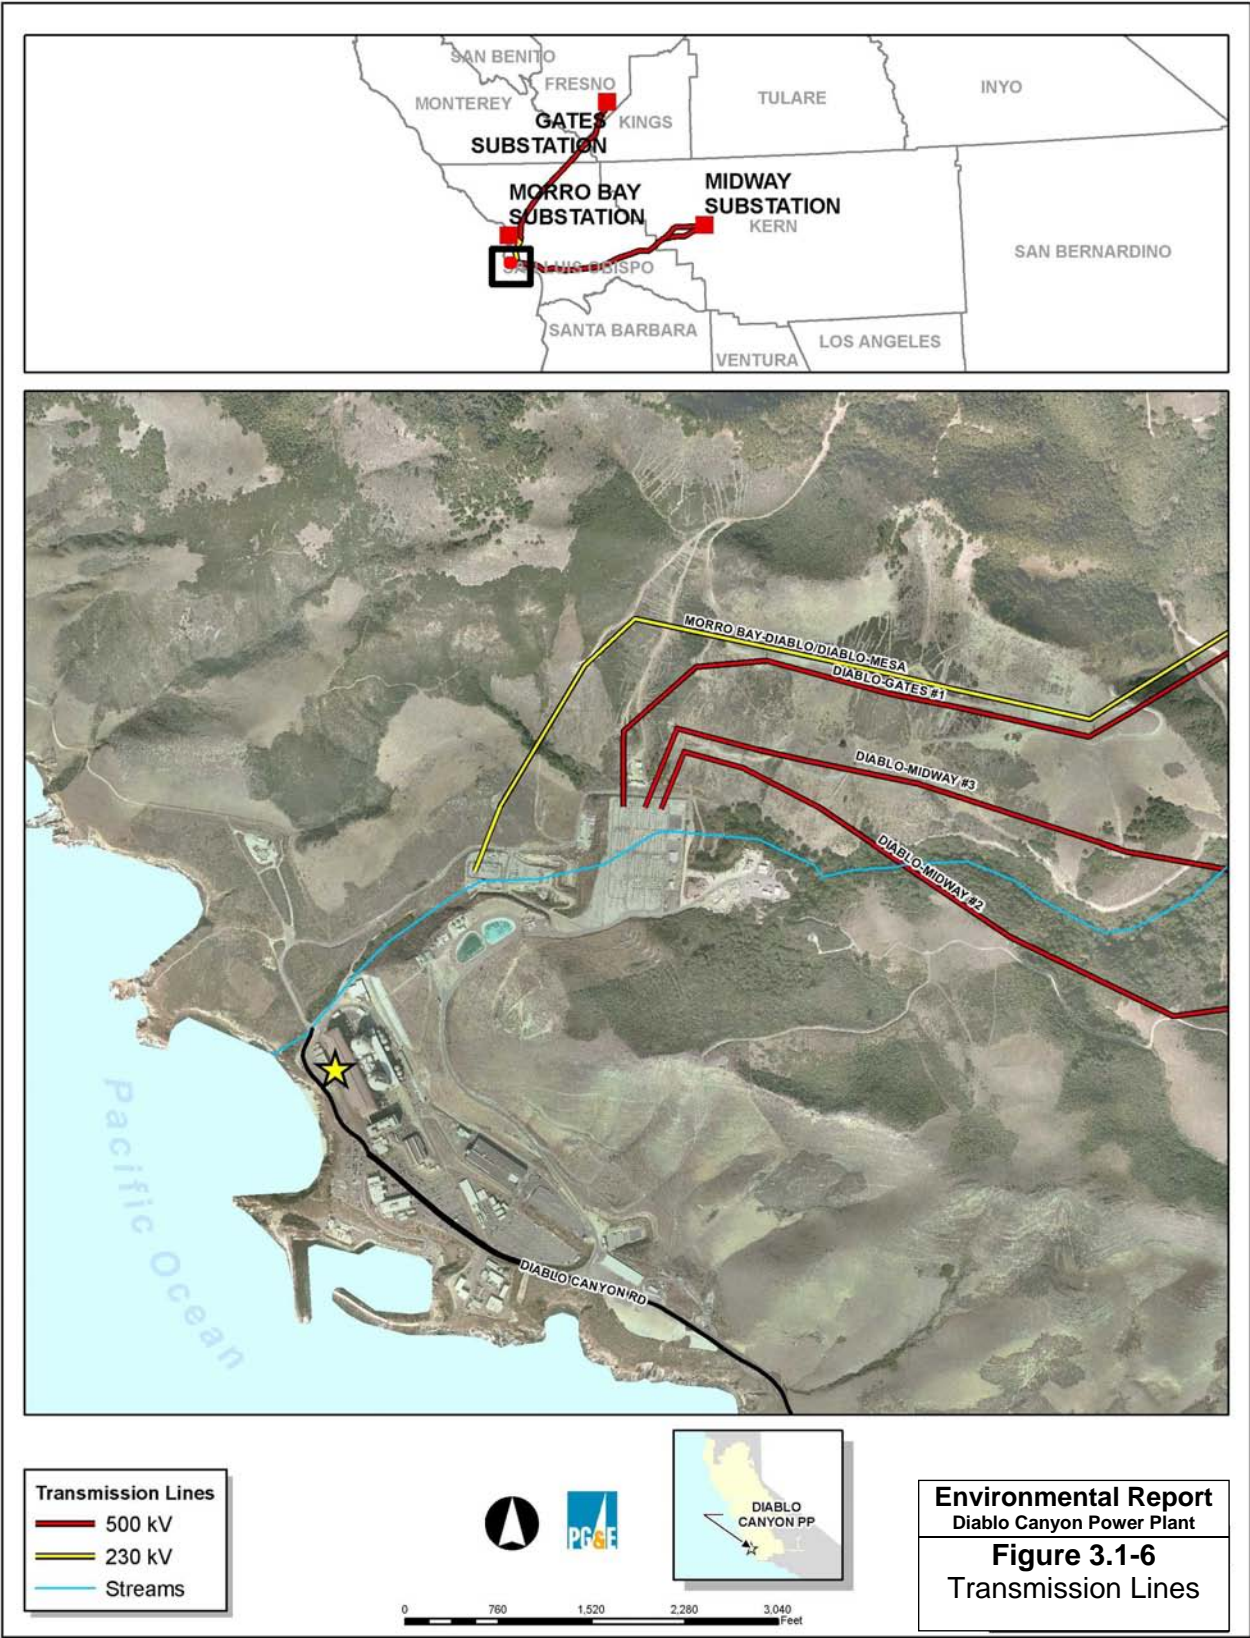 SAN BENITO
FRESNO
MONTEREY
TULARE
INYO
GATES
SUBSTATION
KINGS
MORRO BAY
SUBSTATION
MIDWAY
SUBSTATION
KERN
SAN LUIS OBISPO
SAN BERNARDINO
SANTA BARBARA
VENTURA
LOS ANGELES
MORRO BAY-DIABLO/DIABLO-MESA
DIABLO-GATES #1
DIABLO-MIDWAY #3
DIABLO-MIDWAY #2
Pacific Ocean
DIABLO CANYON RD
Transmission Lines
500 kV
230 kV
Streams
PG&E
DIABLO
CANYON PP
0 760 1,520 2,280 3,040
Feet
Environmental Report
Diablo Canyon Power Plant
Figure 3.1-6
Transmission Lines